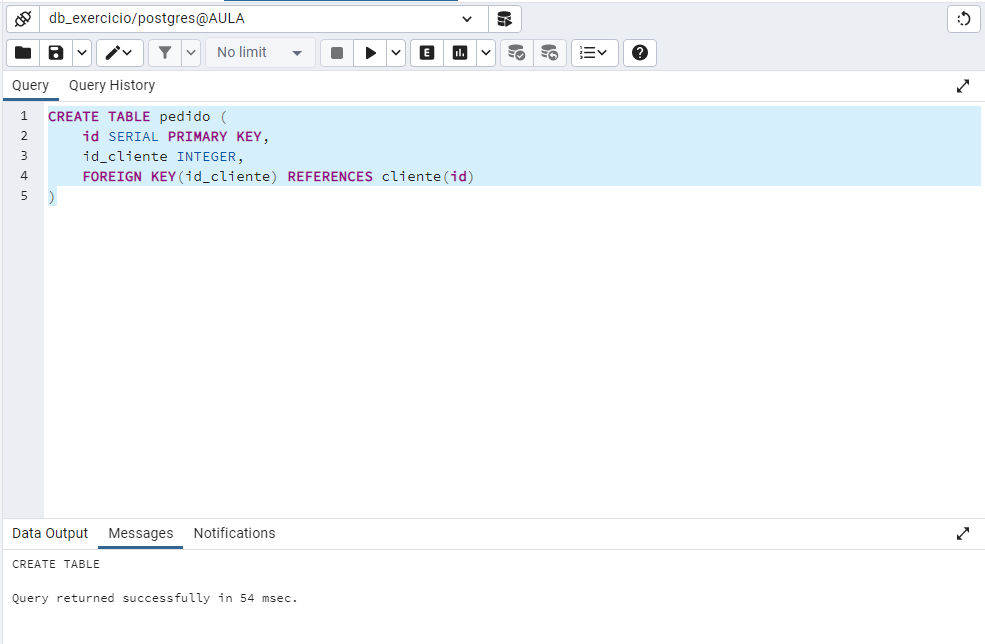 db_exercicio/postgres@AULA
No limit
E
Query Query History
1 CREATE TABLE pedido (
2 id SERIAL PRIMARY KEY,
3 id_cliente INTEGER,
4 FOREIGN KEY(id_cliente) REFERENCES cliente(id)
5 )
Data Output Messages Notifications
CREATE TABLE
Query returned successfully in 54 msec.